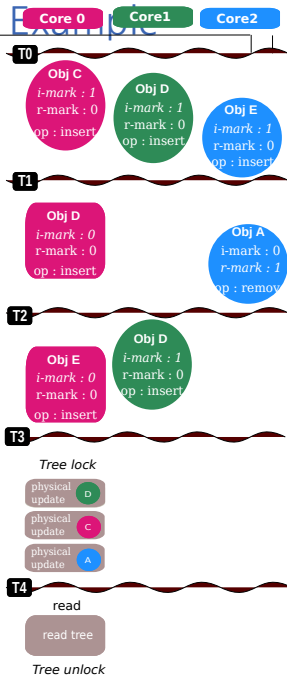 Example
Core 0 Core1 Core2
T0
Obj C
i-mark : 1
r-mark : 0
op : insert
Obj D
i-mark : 1
r-mark : 0
op : insert
Obj E
i-mark : 1
r-mark : 0
op : insert
T1
Obj D
i-mark : 0
r-mark : 0
op : insert
Obj A
i-mark : 0
r-mark : 1
op : remov
T2
Obj E
i-mark : 0
r-mark : 0
op : insert
Obj D
i-mark : 1
r-mark : 0
op : insert
T3
Tree lock
physical
update D
physical
update C
physical
update A
T4
read
read tree
Tree unlock